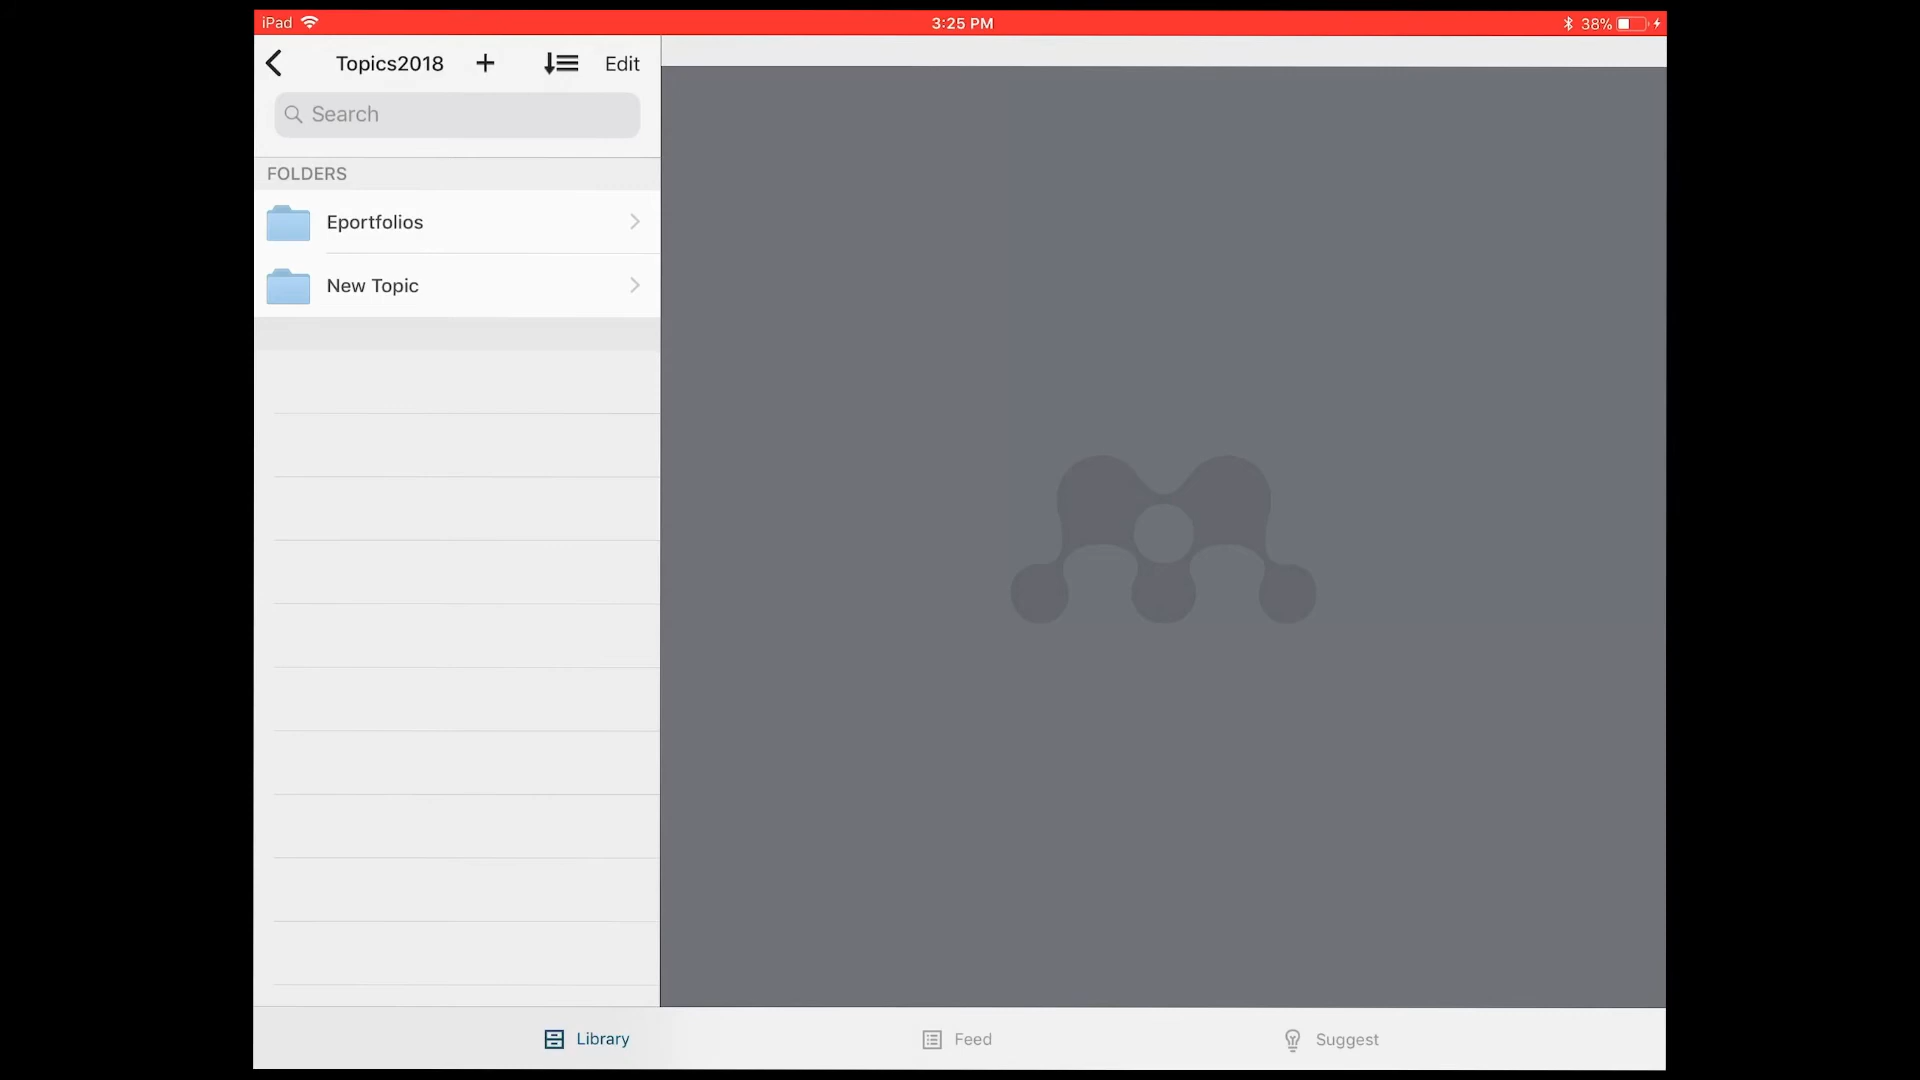 iPad
3:25 PM
38%
Topics2018
Edit
Search
FOLDERS
Eportfolios
New Topic
Library
Feed
Suggest